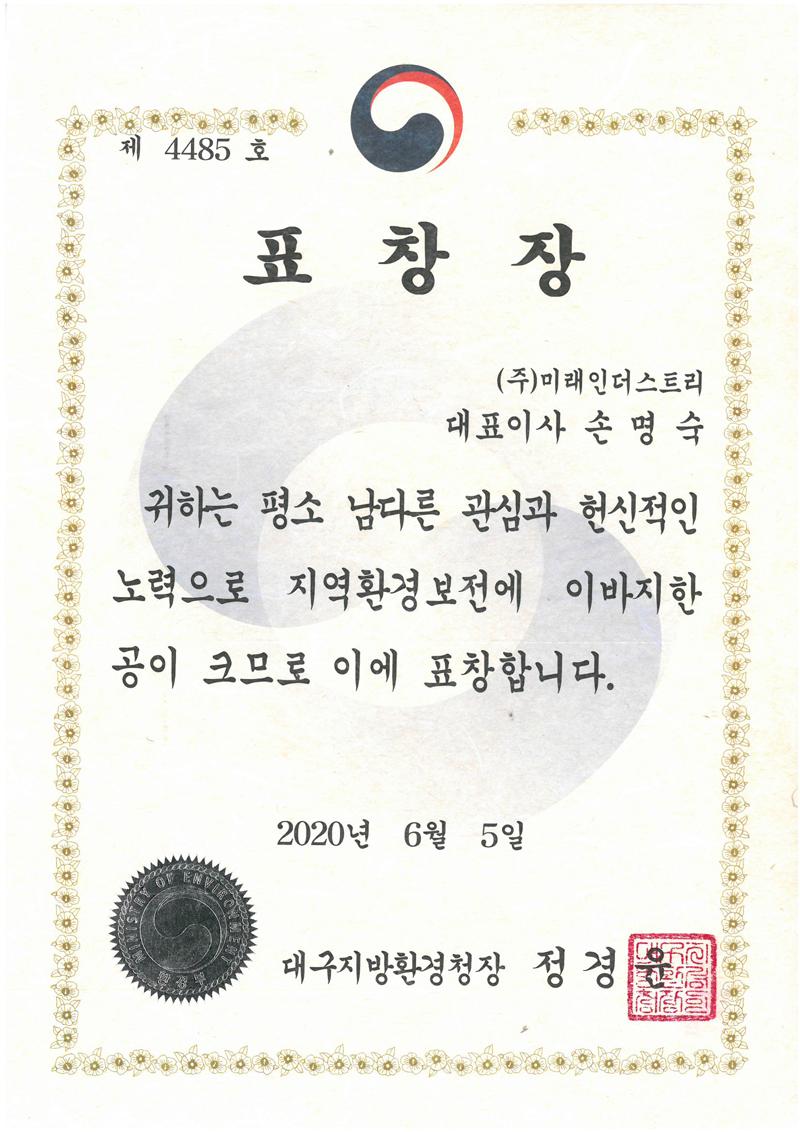 제 4485 호
표 창 장
(주)미래인더스트리
대표이사 손 명 숙
귀하는 평소 남다른 관심과 헌신적인
노력으로 지역환경보전에 이바지한
공이 크므로 이에 표창합니다.
2020년 6월 5일
MINISTRY OF ENVIRONMENT
환경부
대구지방환경청장 정 경 윤